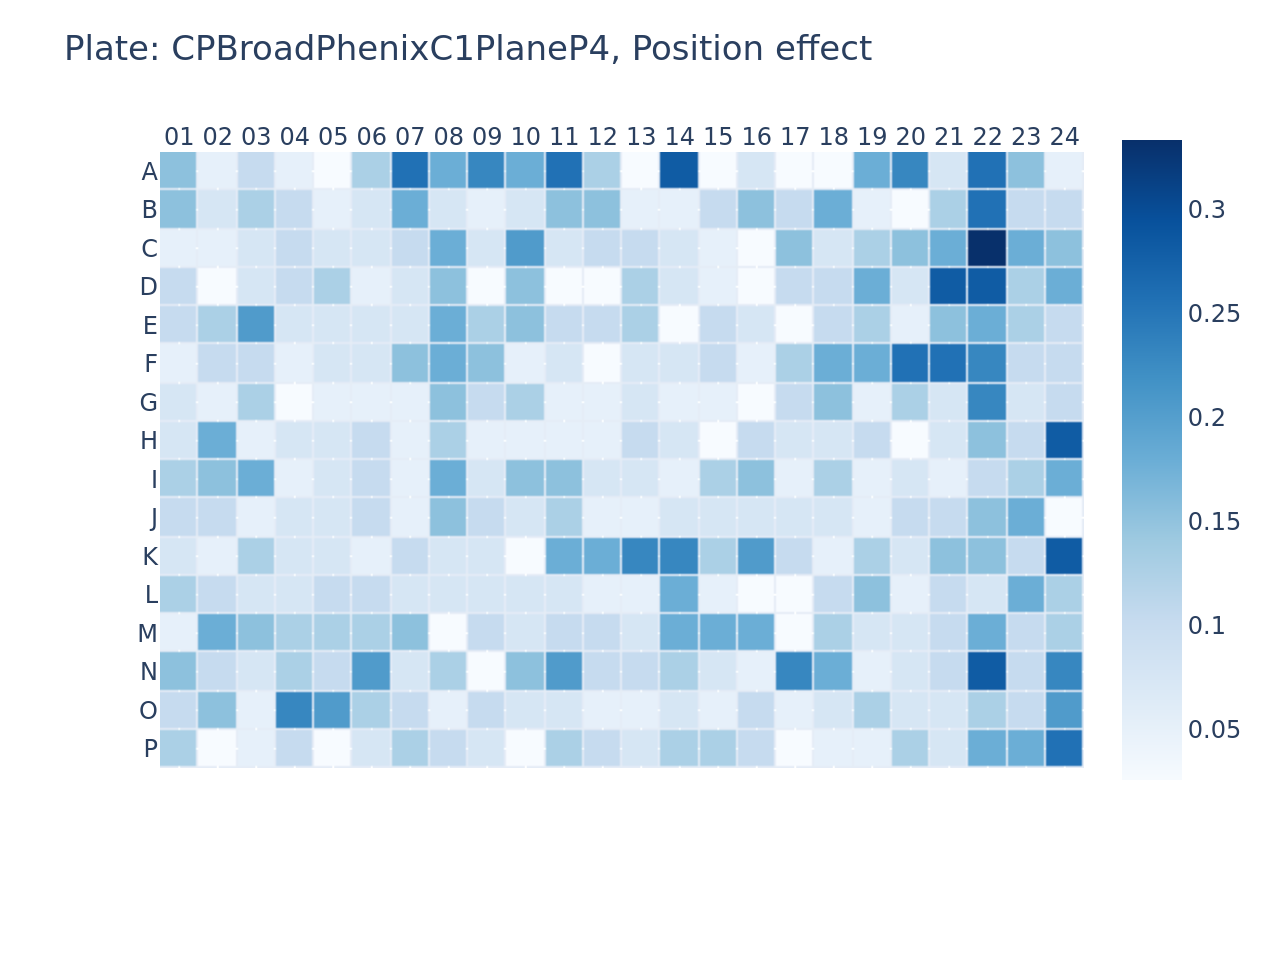 Plate: CPBroadPhenixC1PlaneP4, Position effect
01 02 03 04 05 06 07 08 09 10 11 12 13 14 15 16 17 18 19 20 21 22 23 24
A
B
C
D
E
F
G
H
I
J
K
L
M
N
O
P
0.3
0.25
0.2
0.15
0.1
0.05